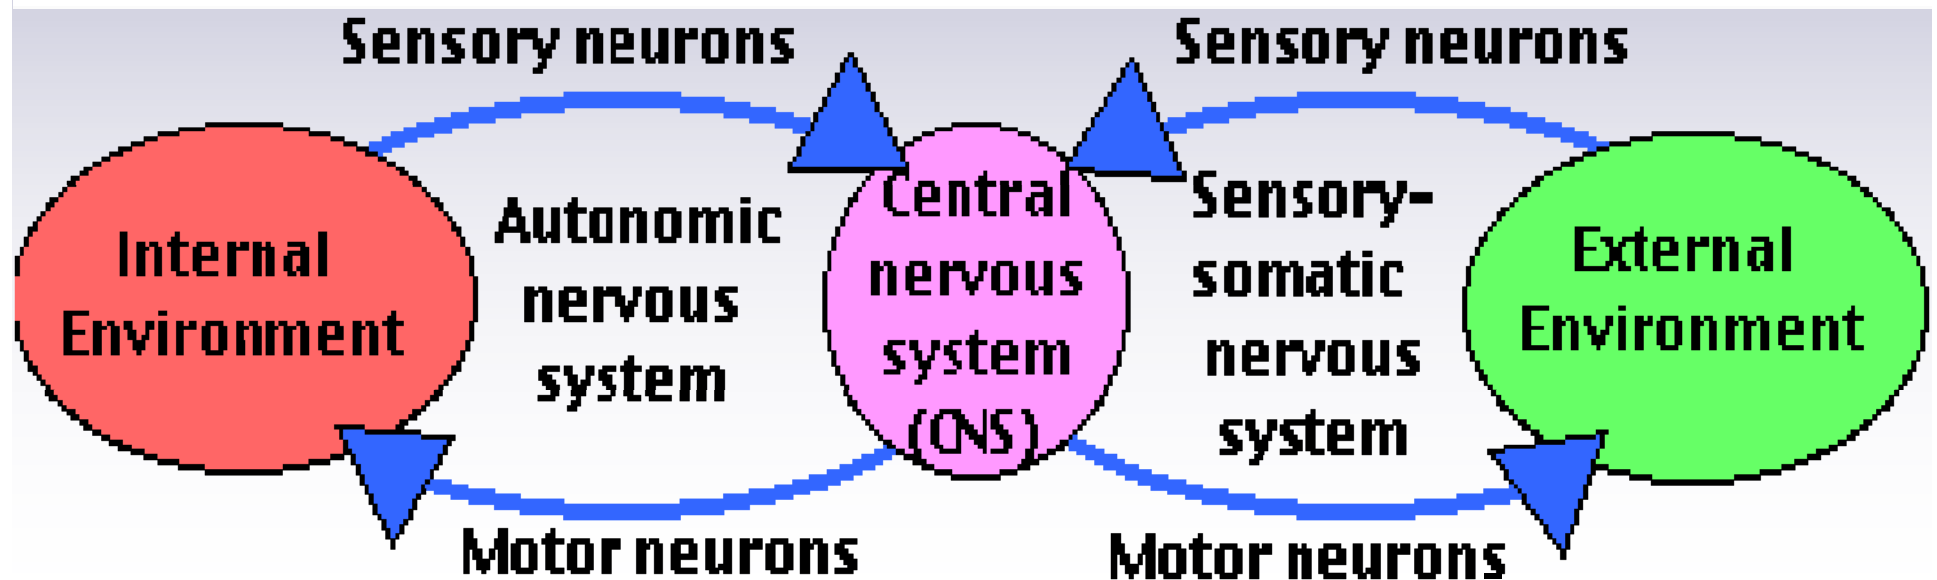 Sensory neurons
Sensory neurons
Internal
Environment
Autonomic
nervous
system
Central
nervous
system
(CNS)
Sensory-
somatic
nervous
system
External
Environment
Motor neurons
Motor neurons